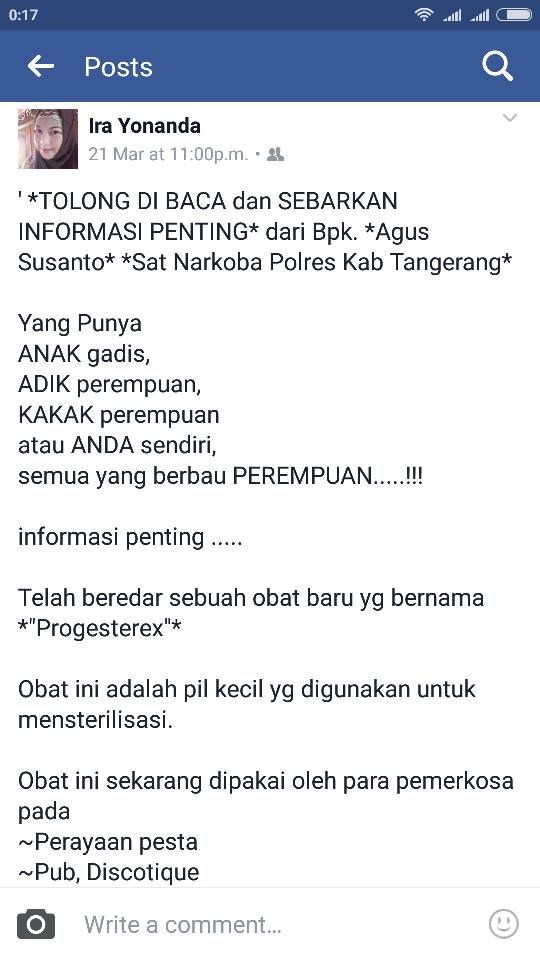 0:17
Posts
Ira Yonanda
21 Mar at 11:00p.m. •
' *TOLONG DI BACA dan SEBARKAN
INFORMASI PENTING* dari Bpk. *Agus
Susanto* *Sat Narkoba Polres Kab Tangerang*
Yang Punya
ANAK gadis,
ADIK perempuan,
KAKAK perempuan
atau ANDA sendiri,
semua yang berbau PEREMPUAN.....!!!
informasi penting .....
Telah beredar sebuah obat baru yg bernama
*"Progesterex"*
Obat ini adalah pil kecil yg digunakan untuk
mensterilisasi.
Obat ini sekarang dipakai oleh para pemerkosa
pada
~Perayaan pesta
~Pub, Discotique
Write a comment...